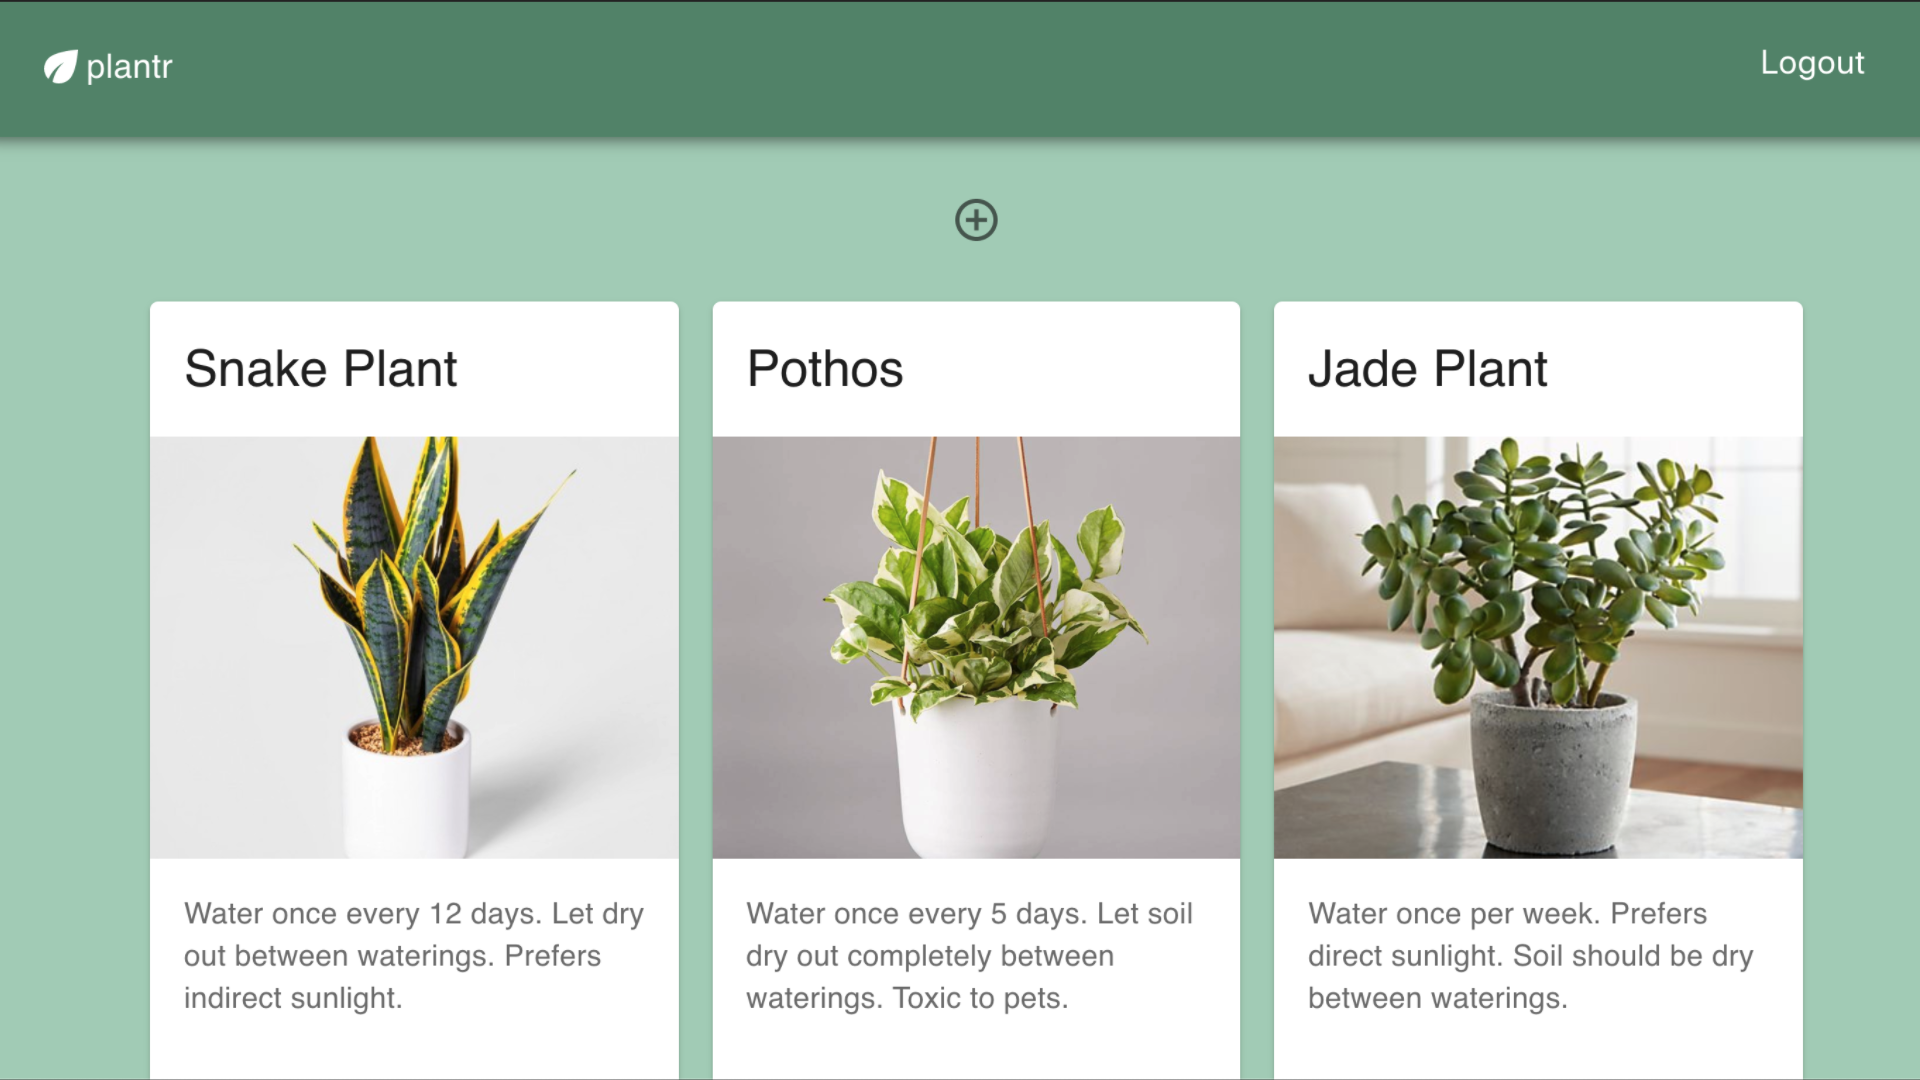 plantr
Logout
Snake Plant
Pothos
Jade Plant
Water once every 12 days. Let dry
out between waterings. Prefers
indirect sunlight.
Water once every 5 days. Let soil
dry out completely between
waterings. Toxic to pets.
Water once per week. Prefers
direct sunlight. Soil should be dry
between waterings.